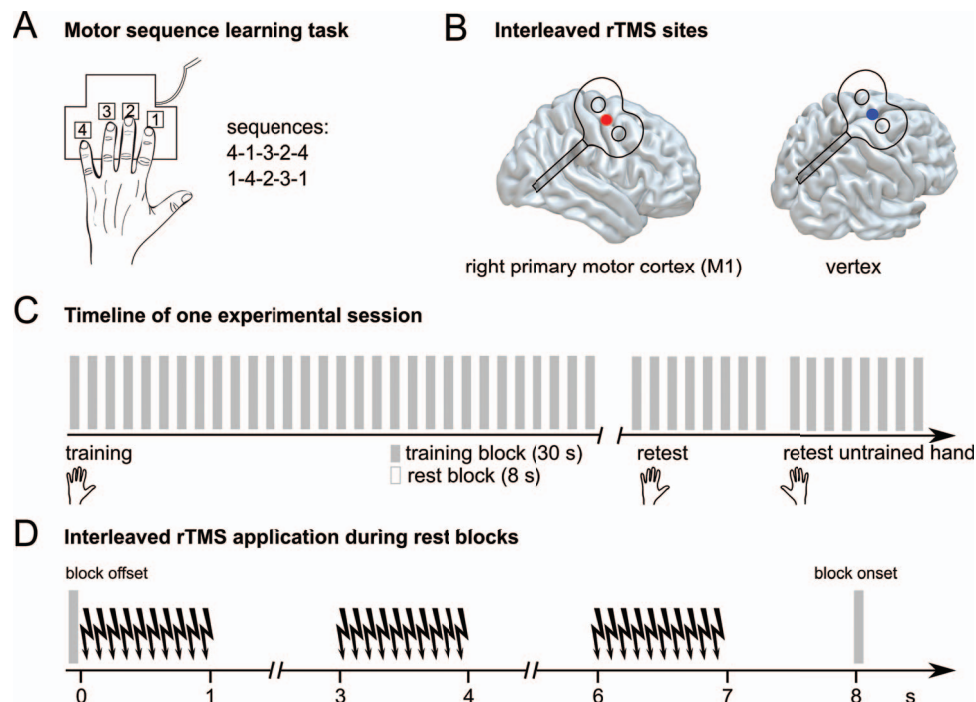 A Motor sequence learning task
4 3 2 1
sequences:
4-1-3-2-4
1-4-2-3-1
B Interleaved rTMS sites
right primary motor cortex (M1)
vertex
C Timeline of one experimental session
training
training block (30 s)
rest block (8 s)
retest
retest untrained hand
D Interleaved rTMS application during rest blocks
block offset
block onset
0 1 3 4 6 7 8 s